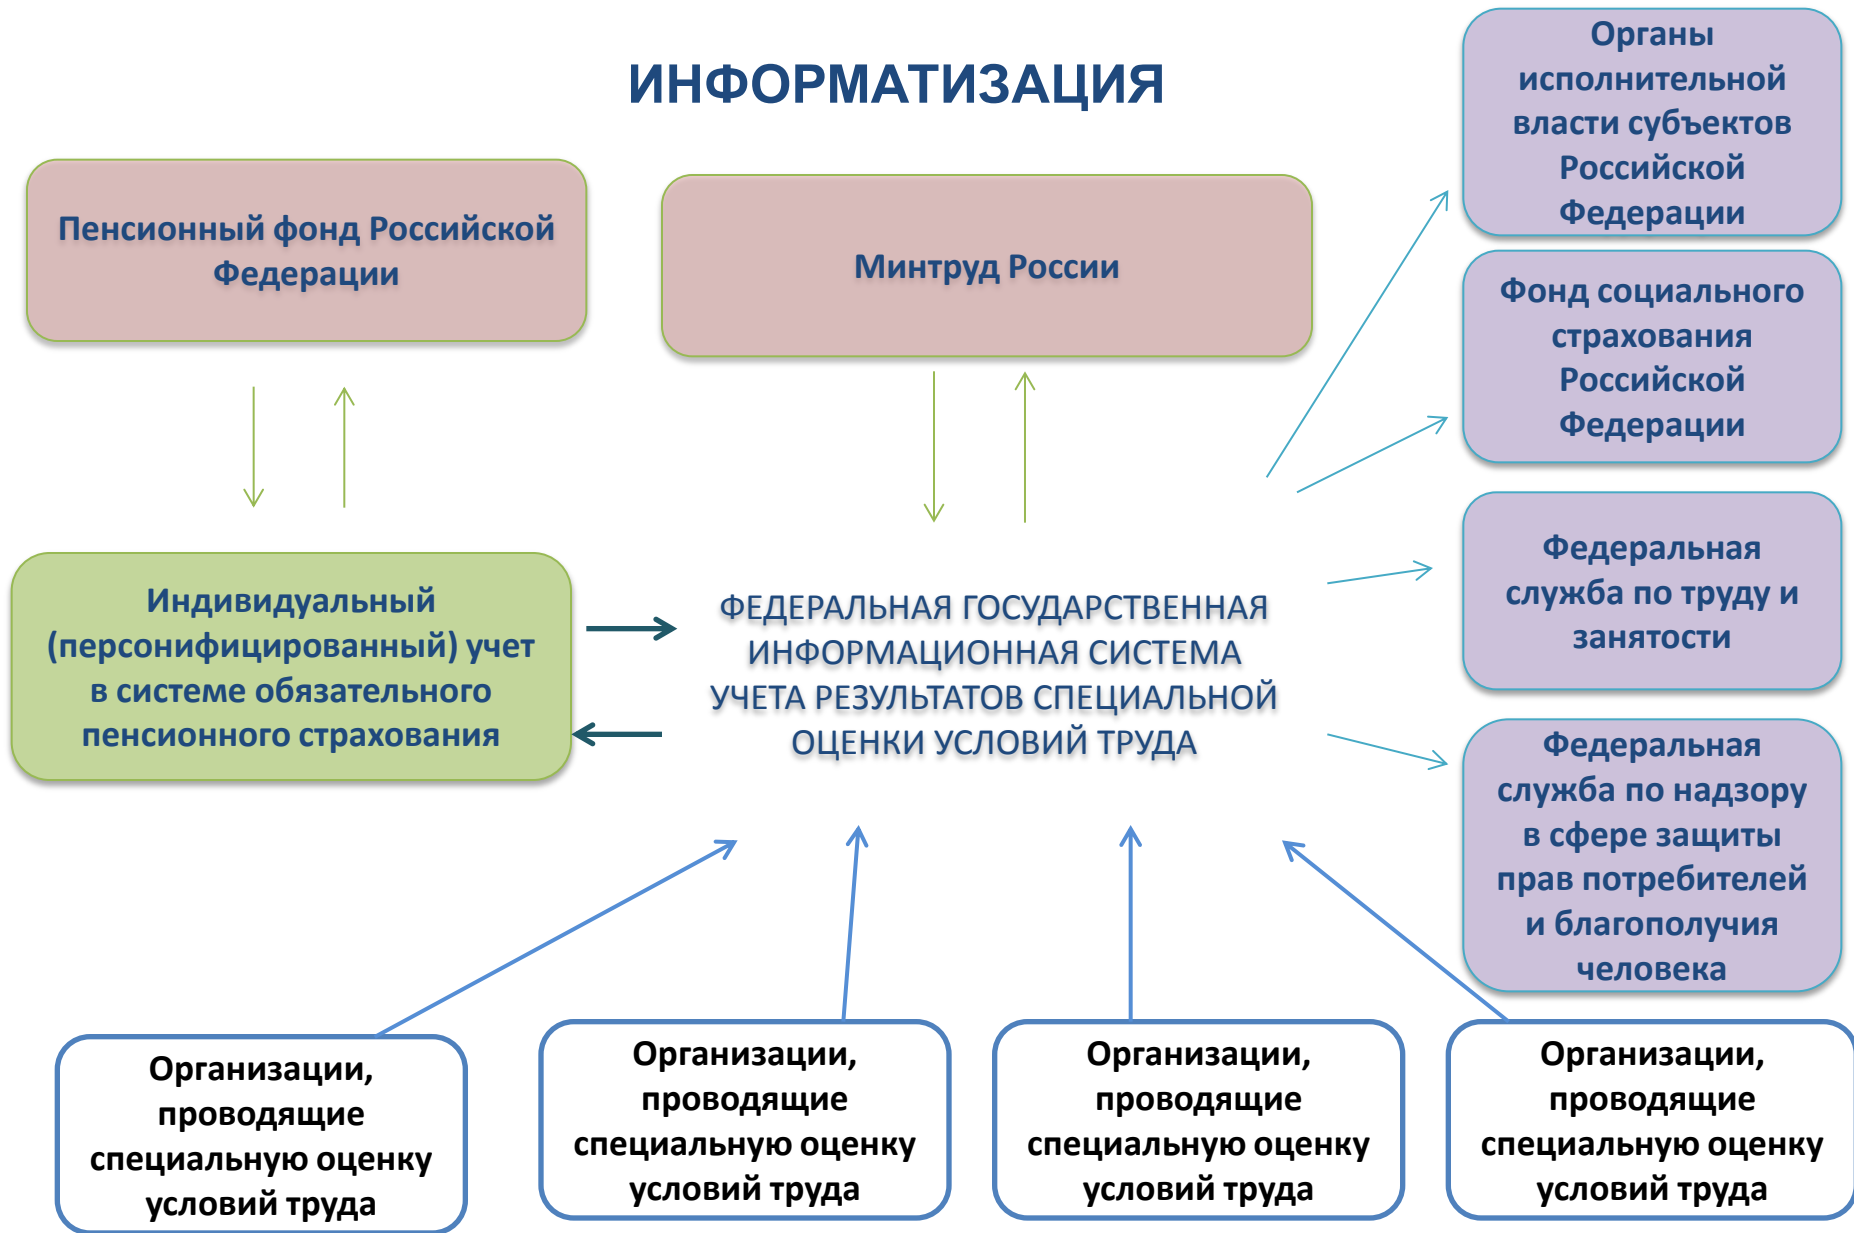 ИНФОРМАТИЗАЦИЯ
Пенсионный фонд Российской
Федерации
Минтруд России
Органы
исполнительной
власти субъектов
Российской
Федерации
Фонд социального
страхования
Российской
Федерации
Федеральная
служба по труду и
занятости
Федеральная
служба по надзору
в сфере защиты
прав потребителей
и благополучия
человека
Индивидуальный
(персонифицированный) учет
в системе обязательного
пенсионного страхования
ФЕДЕРАЛЬНАЯ ГОСУДАРСТВЕННАЯ
ИНФОРМАЦИОННАЯ СИСТЕМА
УЧЕТА РЕЗУЛЬТАТОВ СПЕЦИАЛЬНОЙ
ОЦЕНКИ УСЛОВИЙ ТРУДА
Организации,
проводящие
специальную оценку
условий труда
Организации,
проводящие
специальную оценку
условий труда
Организации,
проводящие
специальную оценку
условий труда
Организации,
проводящие
специальную оценку
условий труда